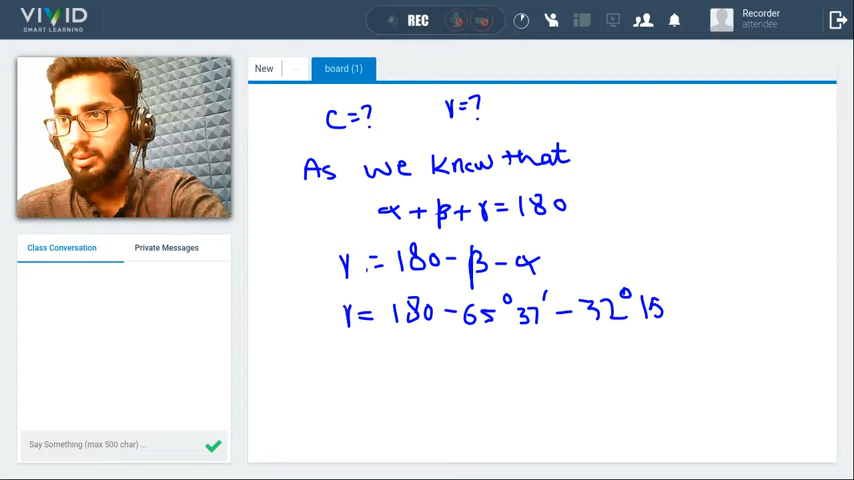 VIVID
SMART LEARNING
REC
Recorder
attendee
New
board (1)
C=? γ=?
As we knew that
α+β+γ=180
γ=180-β-α
γ=180-65°37'-32°15
Class Conversation
Private Messages
Say Something (max 500 char) ...